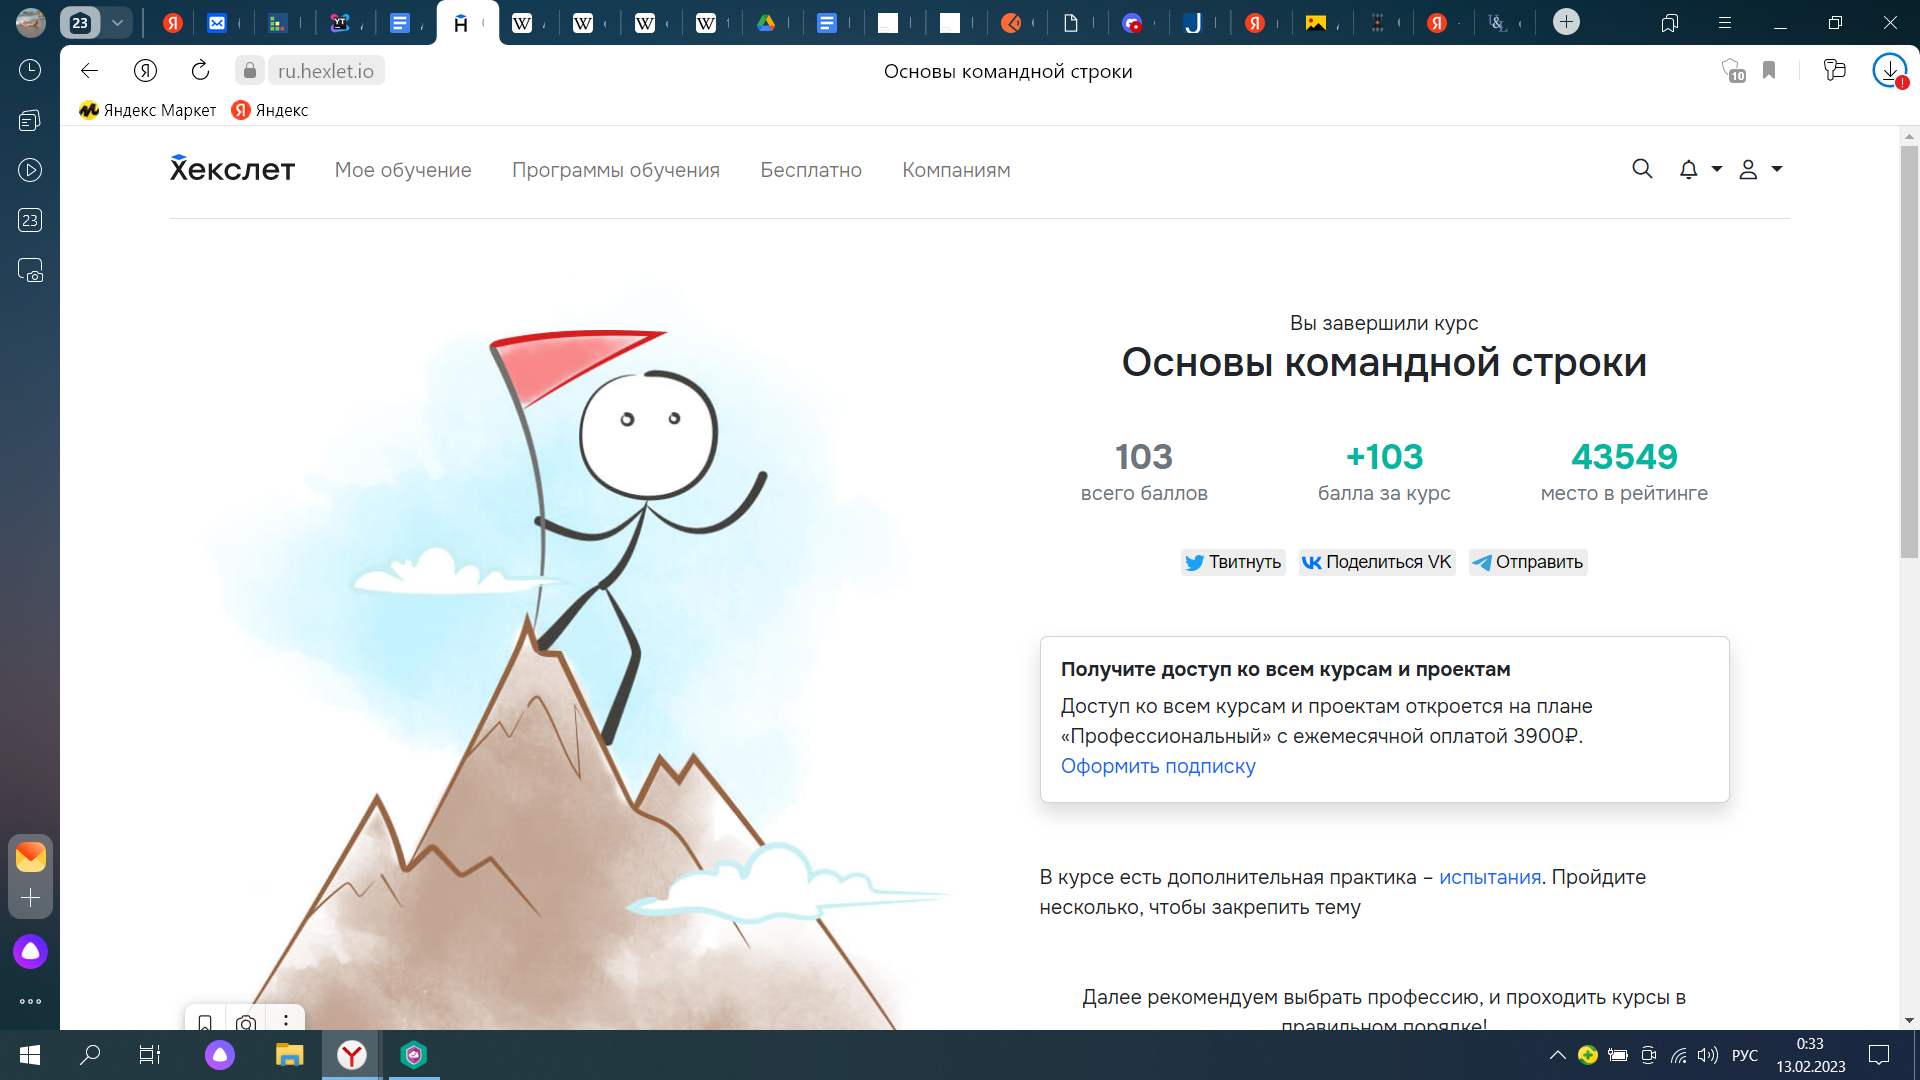 23
ru.hexlet.io
Основы командной строки
10
Яндекс Маркет
Яндекс
23
Хекслет
Мое обучение
Программы обучения
Бесплатно
Компаниям
Вы завершили курс
Основы командной строки
103
+103
43549
всего баллов
балла за курс
место в рейтинге
Твитнуть
Поделиться VK
Отправить
Получите доступ ко всем курсам и проектам
Доступ ко всем курсам и проектам откроется на плане
«Профессиональный» с ежемесячной оплатой 3900₽.
Оформить подписку
В курсе есть дополнительная практика – испытания. Пройдите
несколько, чтобы закрепить тему
Далее рекомендуем выбрать профессию, и проходить курсы в
правильном порядке!
РУС
0:33
13.02.2023